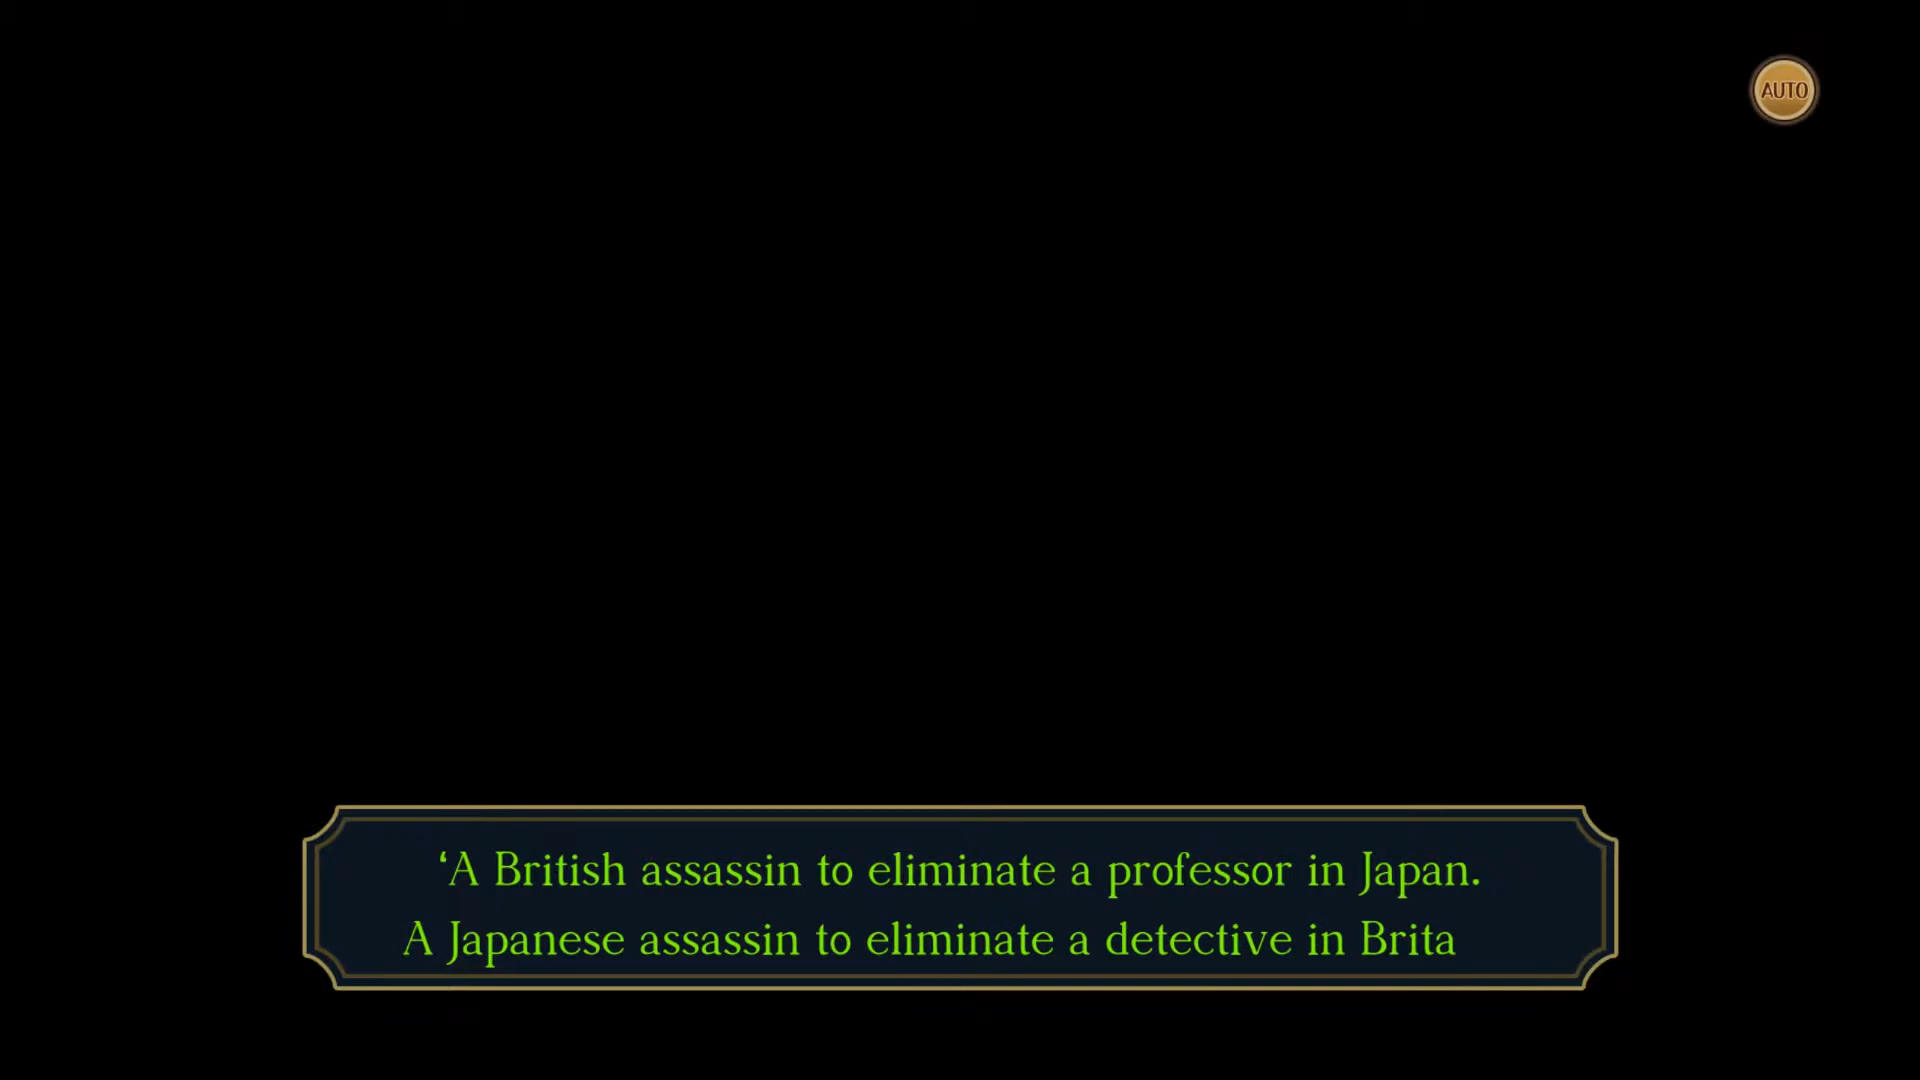 AUTO
‘A British assassin to eliminate a professor in Japan.
A Japanese assassin to eliminate a detective in Brita